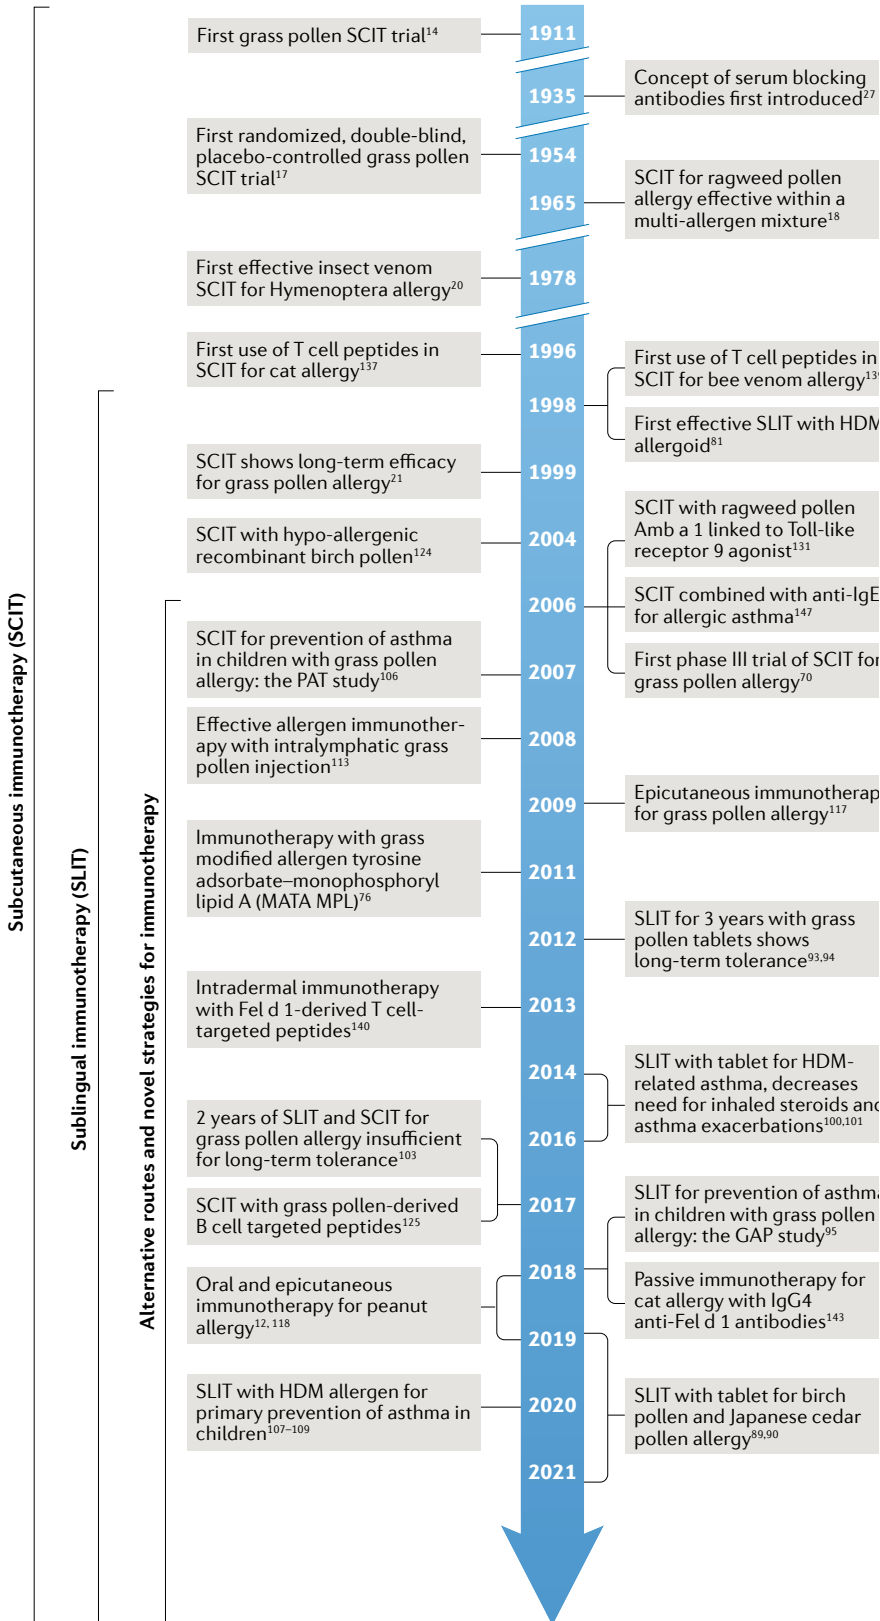 Subcutaneous immunotherapy (SCIT)
Sublingual immunotherapy (SLIT)
Alternative routes and novel strategies for immunotherapy
First grass pollen SCIT trial14
1911
1935
Concept of serum blocking
antibodies first introduced27
First randomized, double-blind,
placebo-controlled grass pollen
SCIT trial17
1954
1965
SCIT for ragweed pollen
allergy effective within a
multi-allergen mixture18
First effective insect venom
SCIT for Hymenoptera allergy20
1978
First use of T cell peptides in
SCIT for cat allergy137
1996
1998
First use of T cell peptides in
SCIT for bee venom allergy139
First effective SLIT with HDM
allergoid81
SCIT shows long-term efficacy
for grass pollen allergy21
1999
SCIT with hypo-allergenic
recombinant birch pollen124
2004
2006
SCIT with ragweed pollen
Amb a 1 linked to Toll-like
receptor 9 agonist131
SCIT combined with anti-IgE
for allergic asthma147
First phase III trial of SCIT for
grass pollen allergy70
SCIT for prevention of asthma
in children with grass pollen
allergy: the PAT study106
2007
Effective allergen immunother-
apy with intralymphatic grass
pollen injection113
2008
2009
Epicutaneous immunotherap
for grass pollen allergy117
Immunotherapy with grass
modified allergen tyrosine
adsorbate–monophosphoryl
lipid A (MATA MPL)76
2011
2012
SLIT for 3 years with grass
pollen tablets shows
long-term tolerance93,94
Intradermal immunotherapy
with Fel d 1-derived T cell-
targeted peptides140
2013
2014
2016
SLIT with tablet for HDM-
related asthma, decreases
need for inhaled steroids and
asthma exacerbations100,101
2 years of SLIT and SCIT for
grass pollen allergy insufficient
for long-term tolerance103
SCIT with grass pollen-derived
B cell targeted peptides125
2017
2018
SLIT for prevention of asthma
in children with grass pollen
allergy: the GAP study95
Passive immunotherapy for
cat allergy with IgG4
anti-Fel d 1 antibodies143
Oral and epicutaneous
immunotherapy for peanut
allergy12, 118
2019
SLIT with HDM allergen for
primary prevention of asthma in
children107–109
2020
SLIT with tablet for birch
pollen and Japanese cedar
pollen allergy89,90
2021